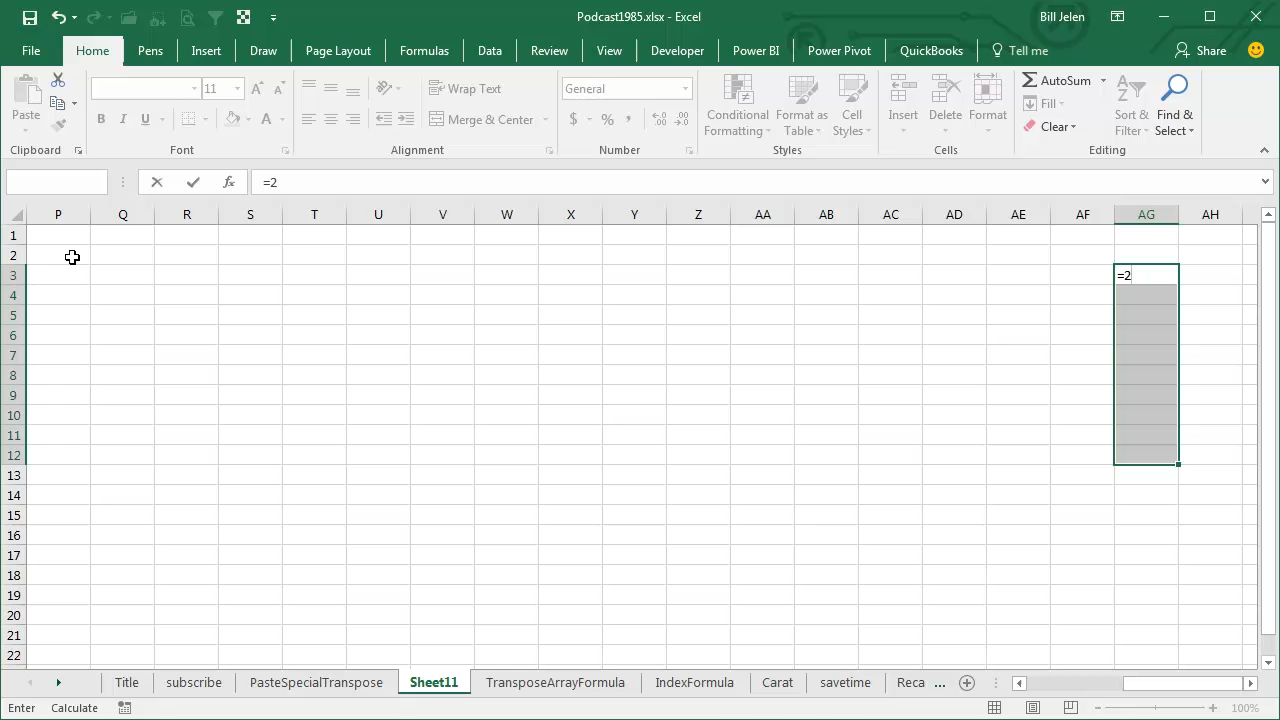 Podcast1985.xlsx - Excel
Bill Jelen
File Home Pens Insert Draw Page Layout Formulas Data Review View Developer Power BI Power Pivot QuickBooks Tell me Share
Paste
11
B I U
A A
A
Wrap Text
Merge & Center
General
$ % ,
Conditional Formatting
Format as Table
Cell Styles
Insert
Delete
Format
AutoSum
Fill
Clear
Sort & Filter
Find & Select
Clipboard Font Alignment Number Styles Cells Editing
fx =2
P Q R S T U V W X Y Z AA AB AC AD AE AF AG AH
1
2
3 =2
4
5
6
7
8
9
10
11
12
13
14
15
16
17
18
19
20
21
22
Title subscribe PasteSpecialTranspose Sheet11 TransposeArrayFormula IndexFormula Carat savetime Reca ...
Enter Calculate 100%